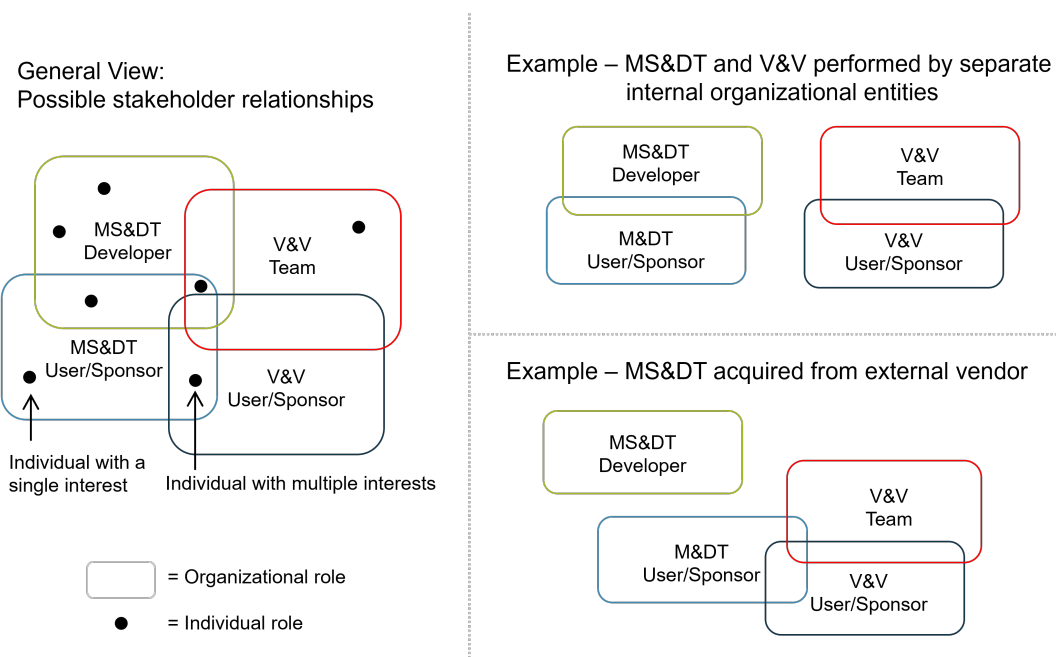 General View:
Possible stakeholder relationships
MS&DT
Developer
V&V
Team
MS&DT
User/Sponsor
V&V
User/Sponsor
Individual with a
single interest
Individual with multiple interests
= Organizational role
= Individual role
Example – MS&DT and V&V performed by separate
internal organizational entities
MS&DT
Developer
M&DT
User/Sponsor
V&V
Team
V&V
User/Sponsor
Example – MS&DT acquired from external vendor
MS&DT
Developer
M&DT
User/Sponsor
V&V
Team
V&V
User/Sponsor